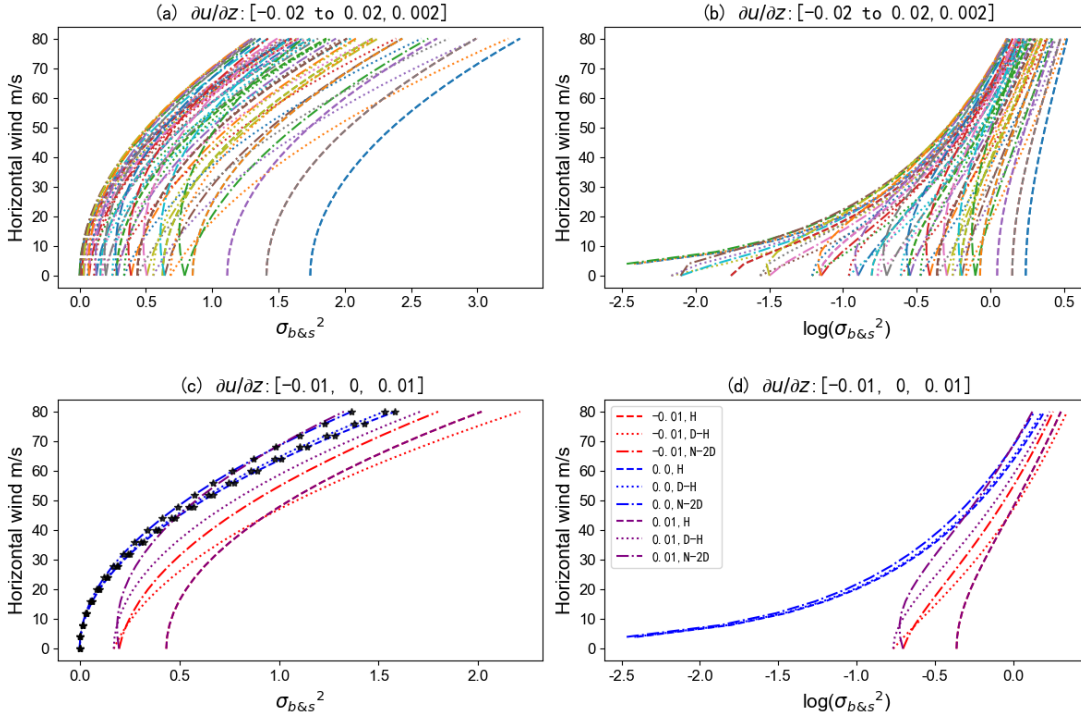 (a) ∂u/∂z:[-0.02 to 0.02,0.002]
Horizontal wind m/s
80
70
60
50
40
30
20
10
0
0.0 0.5 1.0 1.5 2.0 2.5 3.0
σb&s²
(b) ∂u/∂z:[-0.02 to 0.02,0.002]
Horizontal wind m/s
80
70
60
50
40
30
20
10
0
-2.5 -2.0 -1.5 -1.0 -0.5 0.0 0.5
log(σb&s²)
(c) ∂u/∂z:[-0.01, 0, 0.01]
Horizontal wind m/s
80
70
60
50
40
30
20
10
0
0.0 0.5 1.0 1.5 2.0
σb&s²
(d) ∂u/∂z:[-0.01, 0, 0.01]
Horizontal wind m/s
80
70
60
50
40
30
20
10
0
-0.01,H
-0.01,D-H
-0.01,N-2D
0.0,H
0.0,D-H
0.0,N-2D
0.01,H
0.01,D-H
0.01,N-2D
-2.5 -2.0 -1.5 -1.0 -0.5 0.0
log(σb&s²)